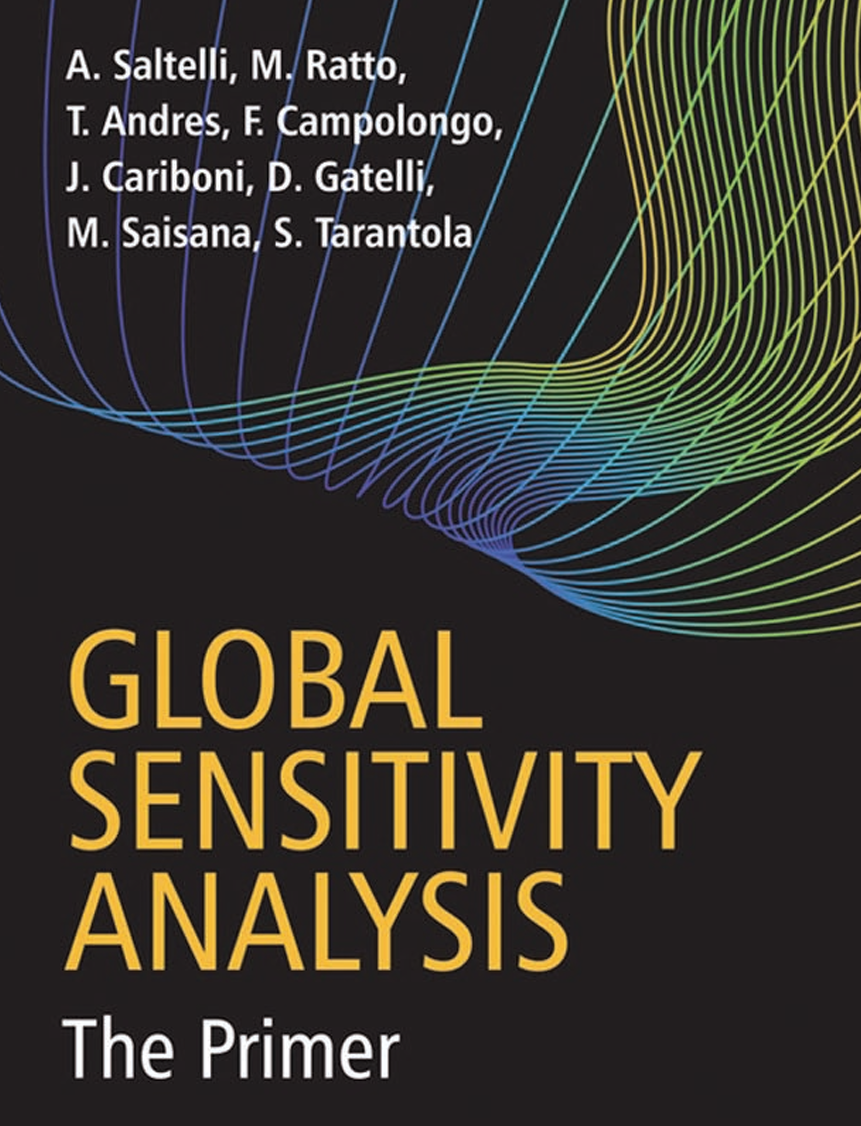 A. Saltelli, M. Ratto,
T. Andres, F. Campolongo,
J. Cariboni, D. Gatelli,
M. Saisana, S. Tarantola
GLOBAL
SENSITIVITY
ANALYSIS
The Primer